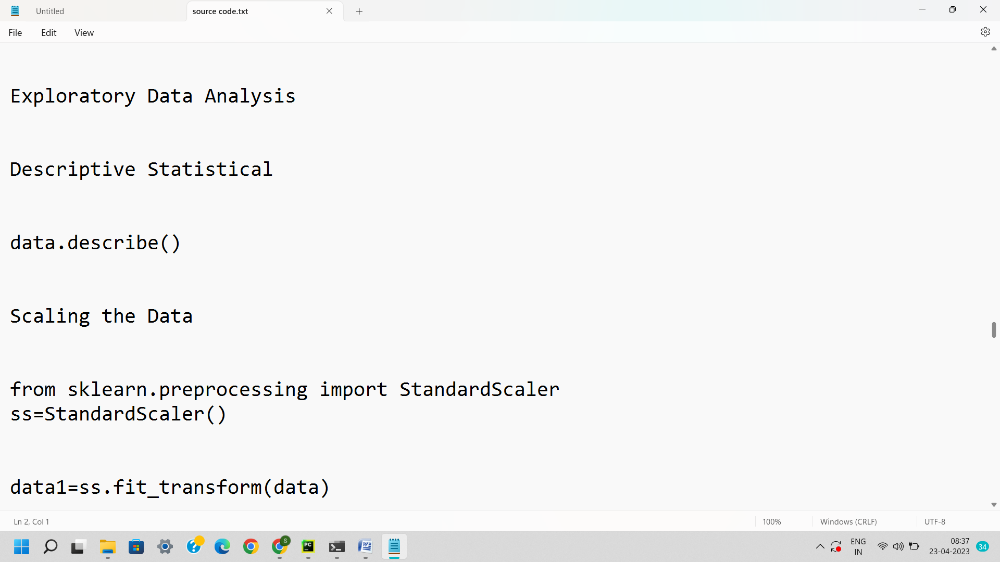 Untitled
source code.txt
File Edit View
Exploratory Data Analysis
Descriptive Statistical
data.describe()
Scaling the Data
from sklearn.preprocessing import StandardScaler
ss=StandardScaler()
data1=ss.fit_transform(data)
Ln 2, Col 1
100%
Windows (CRLF)
UTF-8
S
PC
W
ENG
IN
08:37
23-04-2023
34